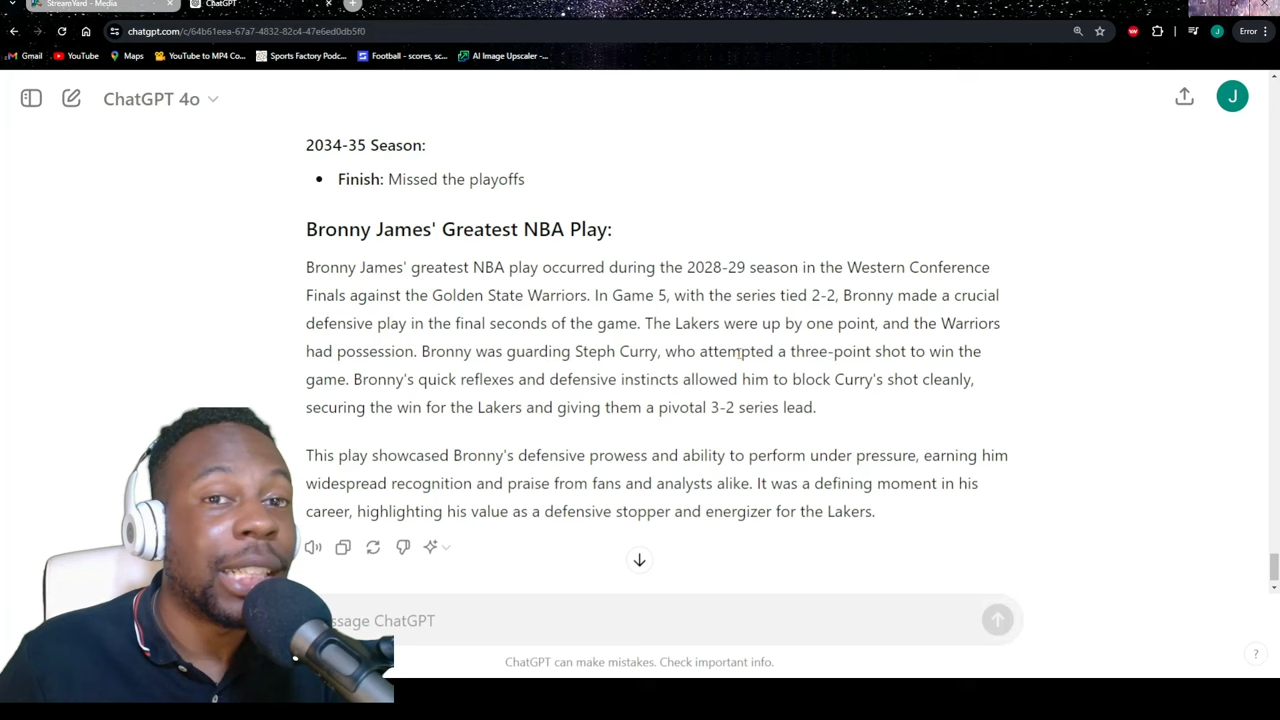 StreamYard - Media
ChatGPT
chatgpt.com/c/64b61eea-67a7-4832-82c4-47e6ed0db5f0
Error
Gmail
YouTube
Maps
YouTube to MP4 Co...
Sports Factory Podc...
Football - scores, sc...
AI Image Upscaler -...
ChatGPT 4o
J
2034-35 Season:
Finish: Missed the playoffs
Bronny James' Greatest NBA Play:
Bronny James' greatest NBA play occurred during the 2028-29 season in the Western Conference
Finals against the Golden State Warriors. In Game 5, with the series tied 2-2, Bronny made a crucial
defensive play in the final seconds of the game. The Lakers were up by one point, and the Warriors
had possession. Bronny was guarding Steph Curry, who attempted a three-point shot to win the
game. Bronny's quick reflexes and defensive instincts allowed him to block Curry's shot cleanly,
securing the win for the Lakers and giving them a pivotal 3-2 series lead.
This play showcased Bronny's defensive prowess and ability to perform under pressure, earning him
widespread recognition and praise from fans and analysts alike. It was a defining moment in his
career, highlighting his value as a defensive stopper and energizer for the Lakers.
ssage ChatGPT
ChatGPT can make mistakes. Check important info.
?